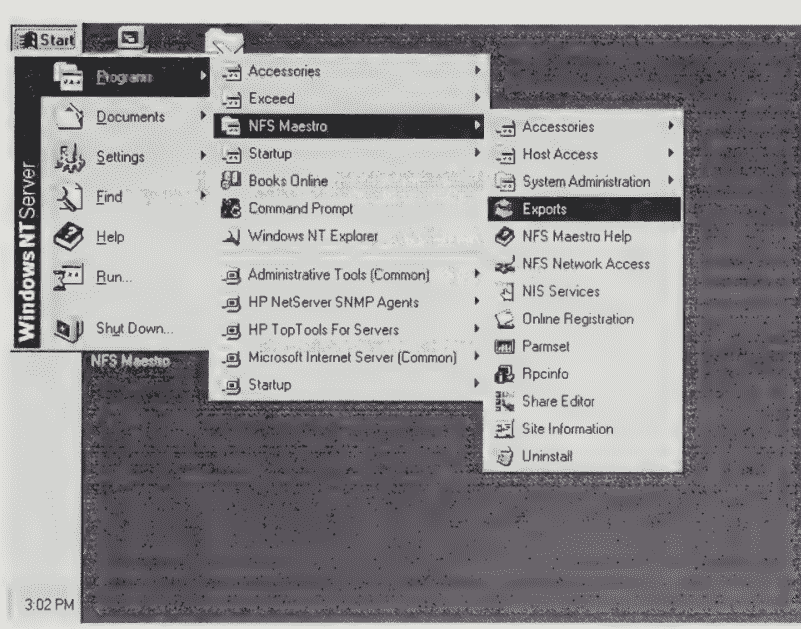 Start
Programs
Documents
Settings
Find
Help
Run...
Shut Down...
Windows NT Server
NFS Maestro
3:02 PM
Accessories
Exceed
NFS Maestro
Startup
Books Online
Command Prompt
Windows NT Explorer
Administrative Tools (Common)
HP NetServer SNMP Agents
HP TopTools For Servers
Microsoft Internet Server (Common)
Startup
Accessories
Host Access
System Administration
Exports
NFS Maestro Help
NFS Network Access
NIS Services
Online Registration
Parmset
Rpcinfo
Share Editor
Site Information
Uninstall